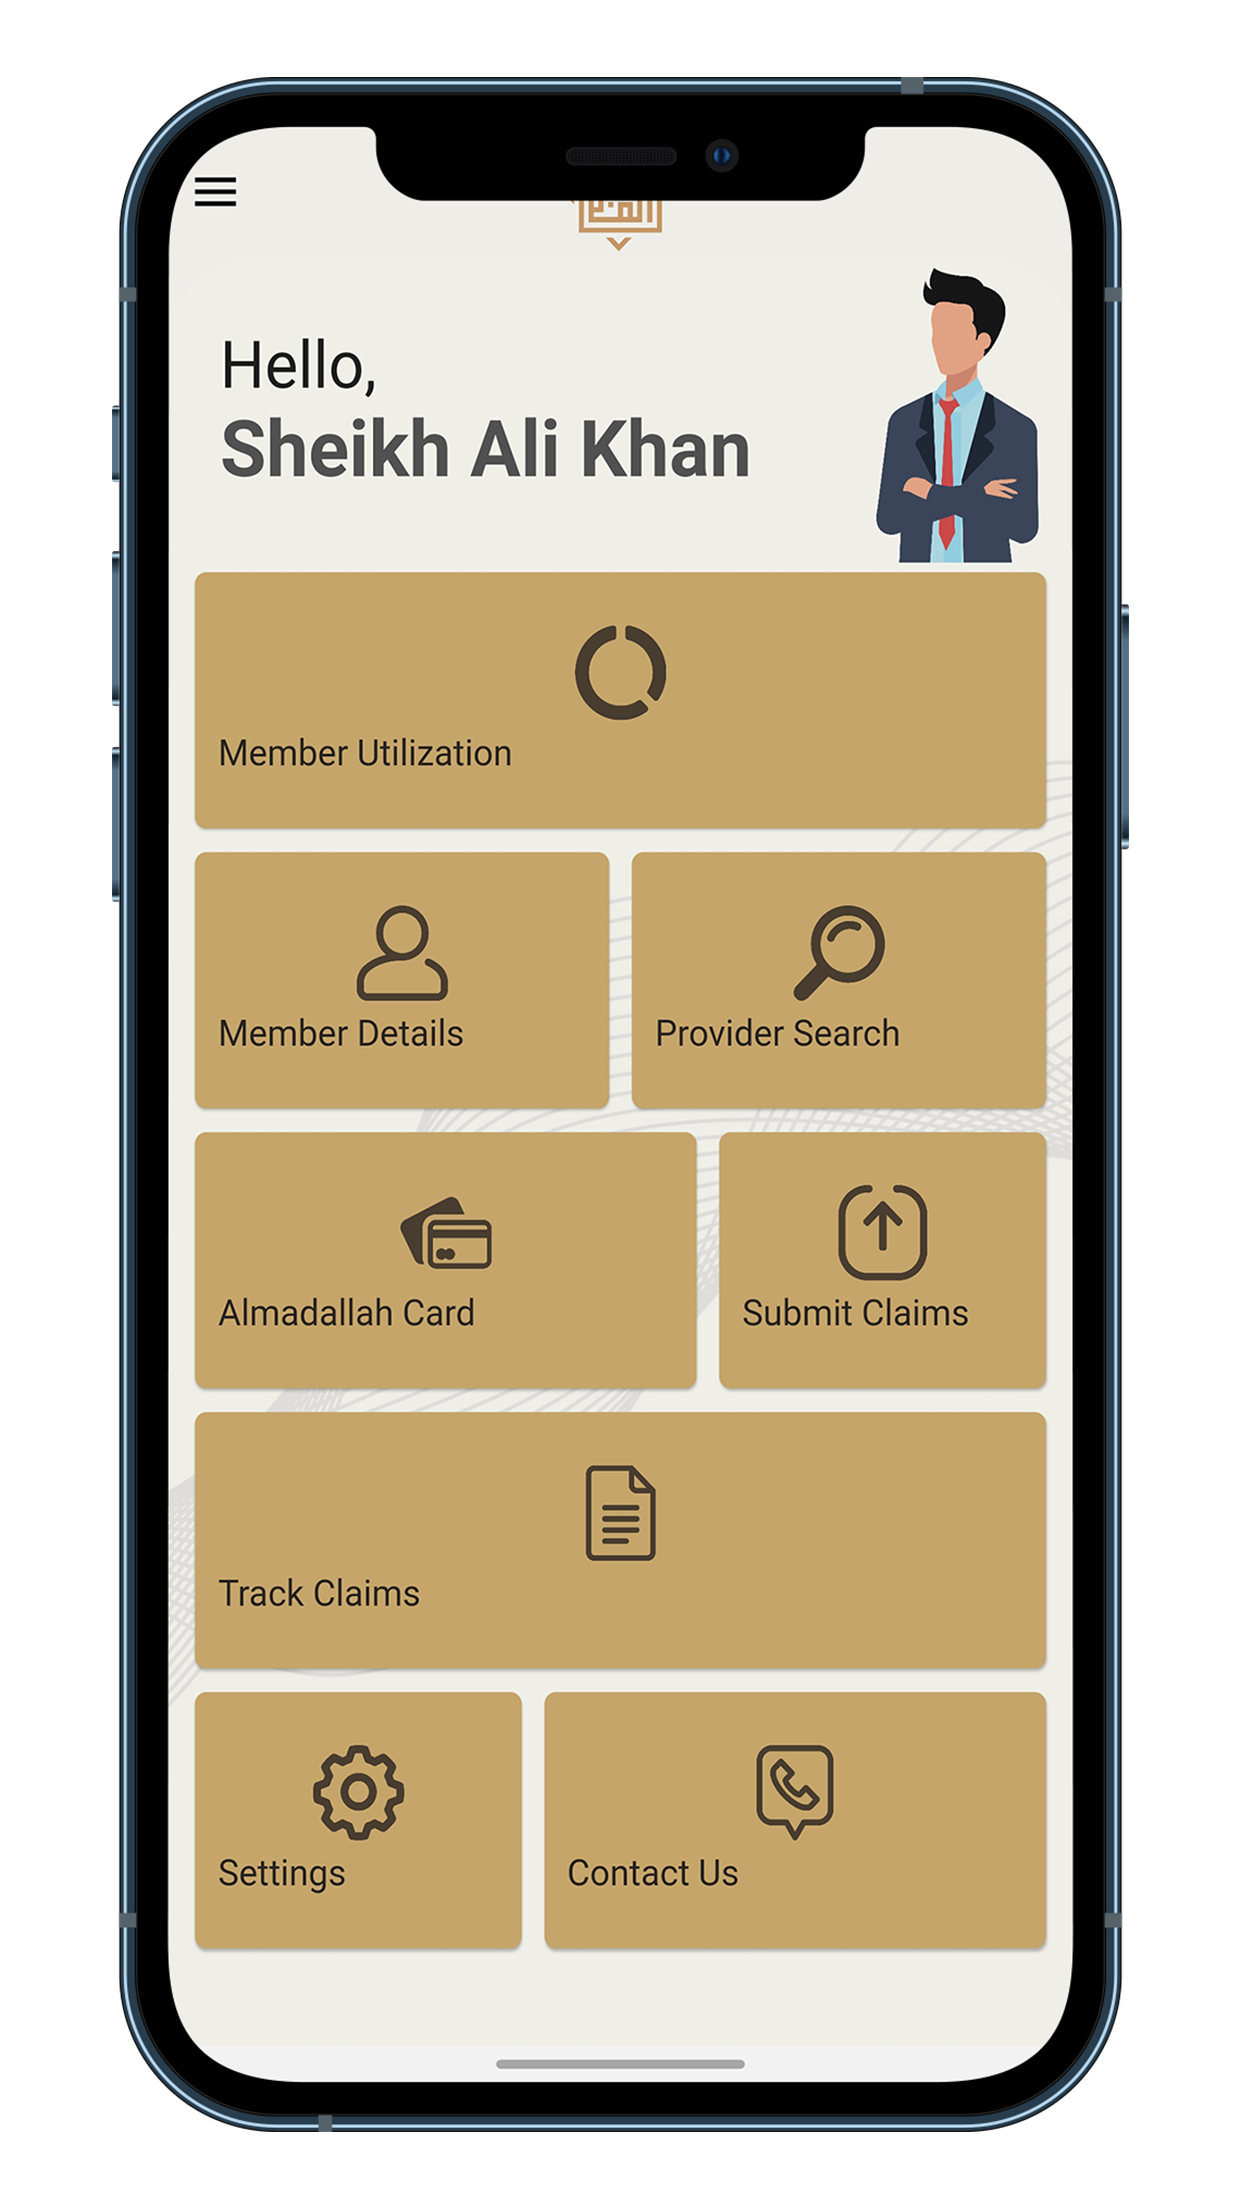 Hello,
Sheikh Ali Khan
Member Utilization
Member Details
Provider Search
Almadallah Card
Submit Claims
Track Claims
Settings
Contact Us